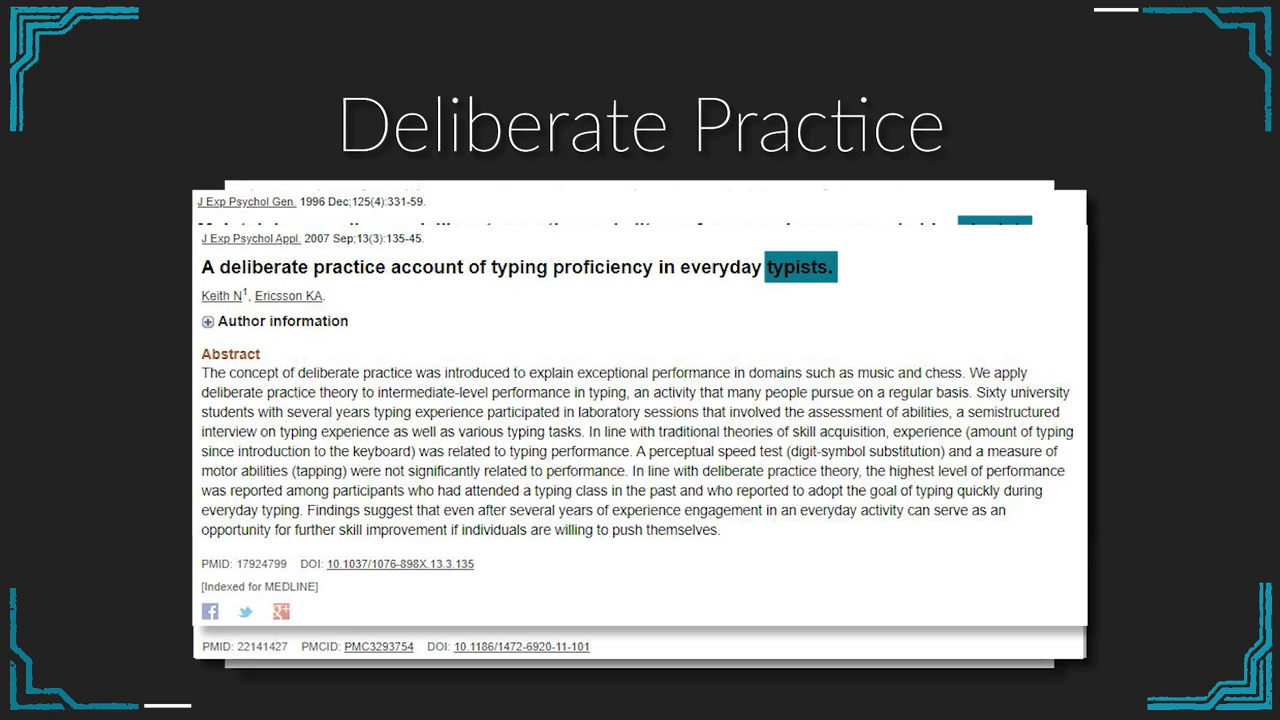 Deliberate Practice
J Exp Psychol Gen. 1996 Dec;125(4):331-59.
J Exp Psychol Appl. 2007 Sep;13(3):135-45.
A deliberate practice account of typing proficiency in everyday typists.
Keith N1, Ericsson KA.
Author information
Abstract
The concept of deliberate practice was introduced to explain exceptional performance in domains such as music and chess. We apply
deliberate practice theory to intermediate-level performance in typing, an activity that many people pursue on a regular basis. Sixty university
students with several years typing experience participated in laboratory sessions that involved the assessment of abilities, a semistructured
interview on typing experience as well as various typing tasks. In line with traditional theories of skill acquisition, experience (amount of typing
since introduction to the keyboard) was related to typing performance. A perceptual speed test (digit-symbol substitution) and a measure of
motor abilities (tapping) were not significantly related to performance. In line with deliberate practice theory, the highest level of performance
was reported among participants who had attended a typing class in the past and who reported to adopt the goal of typing quickly during
everyday typing. Findings suggest that even after several years of experience engagement in an everyday activity can serve as an
opportunity for further skill improvement if individuals are willing to push themselves.
PMID: 17924799 DOI: 10.1037/1076-898X.13.3.135
[Indexed for MEDLINE]
f g+
PMID: 22141427 PMCID: PMC3293754 DOI: 10.1186/1472-6920-11-101